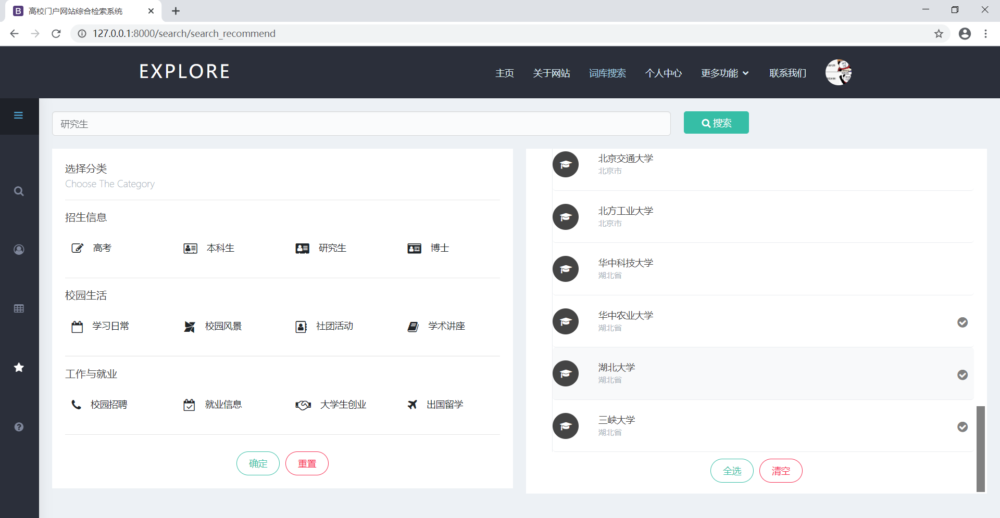 高校门户网站综合检索系统
127.0.0.1:8000/search/search_recommend
EXPLORE
主页 关于网站 词库搜索 个人中心 更多功能 联系我们
研究生
搜索
选择分类
Choose The Category
招生信息
高考 本科生 研究生 博士
校园生活
学习日常 校园风景 社团活动 学术讲座
工作与就业
校园招聘 就业信息 大学生创业 出国留学
确定 重置
北京交通大学
北京市
北方工业大学
北京市
华中科技大学
湖北省
华中农业大学
湖北省
湖北大学
湖北省
三峡大学
湖北省
全选 清空